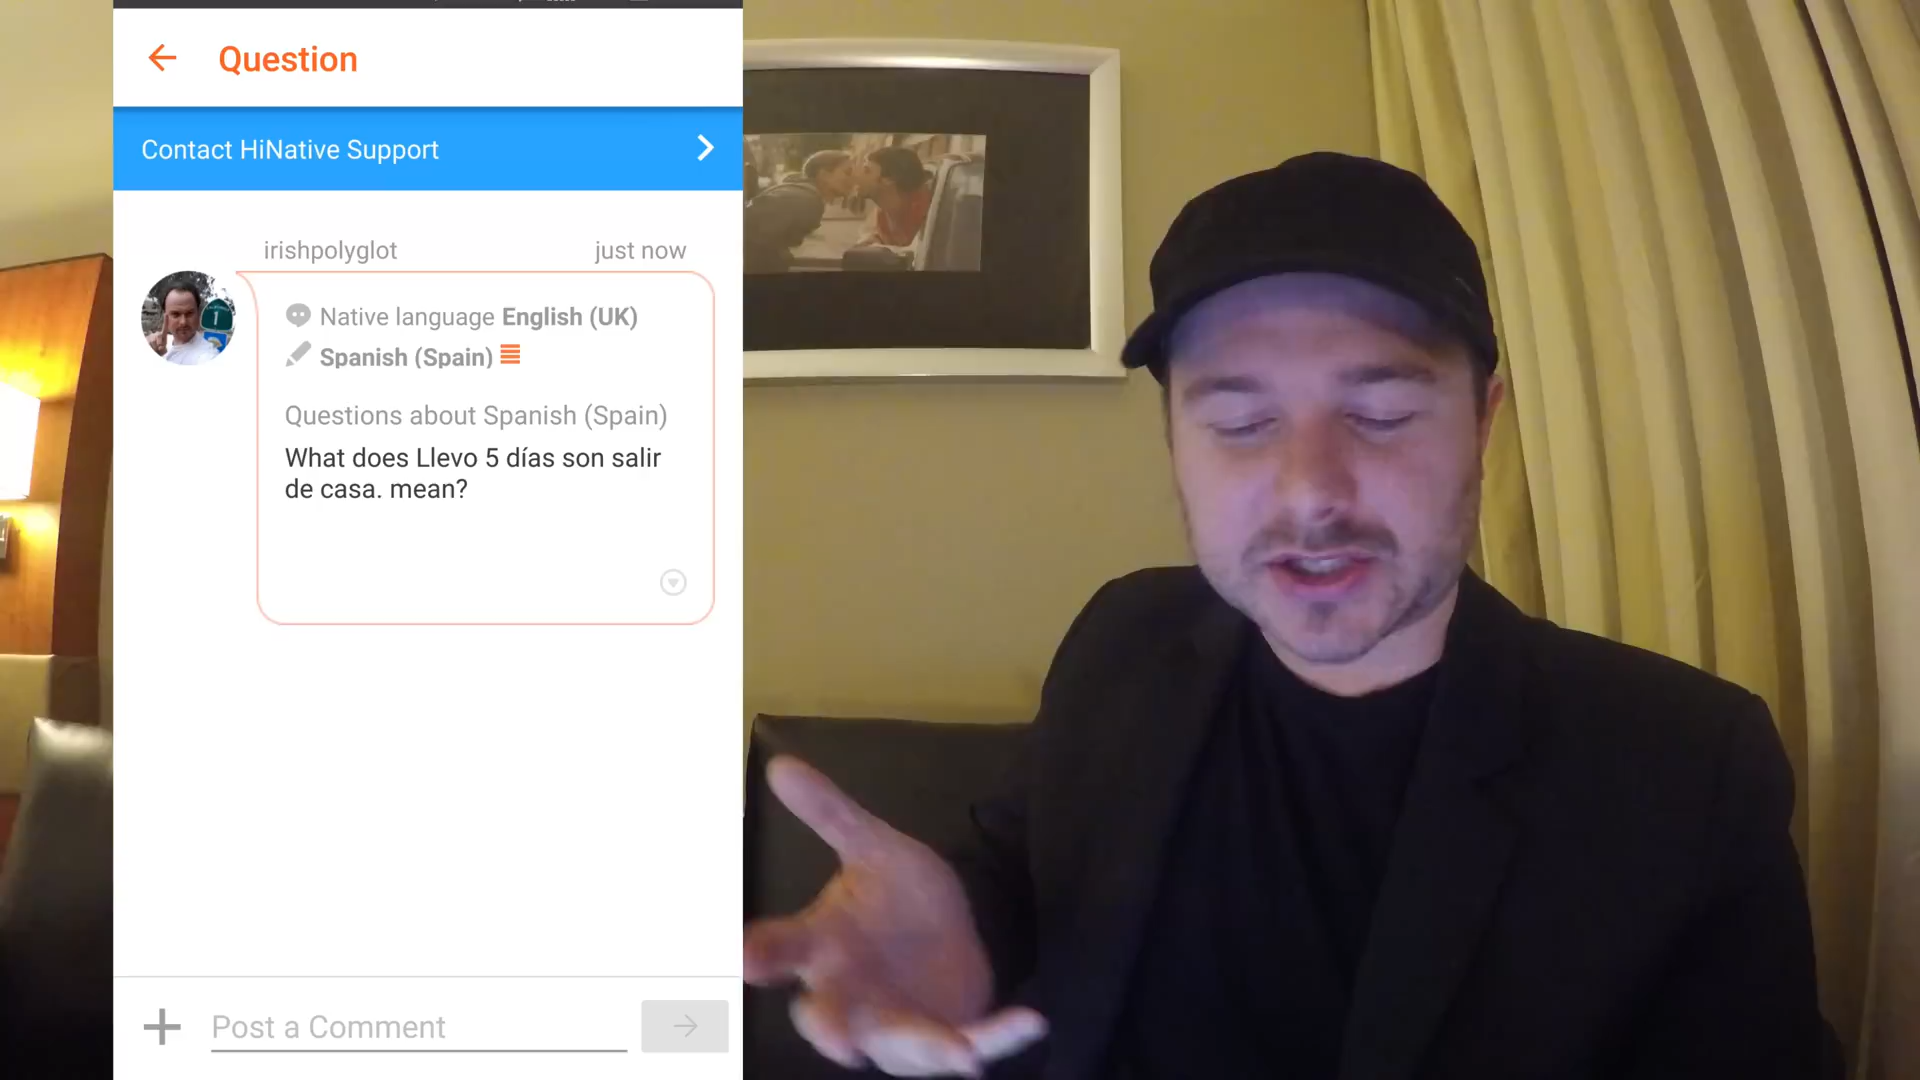 Question
Contact HiNative Support
irishpolyglot
just now
Native language English (UK)
Spanish (Spain)
Questions about Spanish (Spain)
What does Llevo 5 días son salir
de casa. mean?
Post a Comment